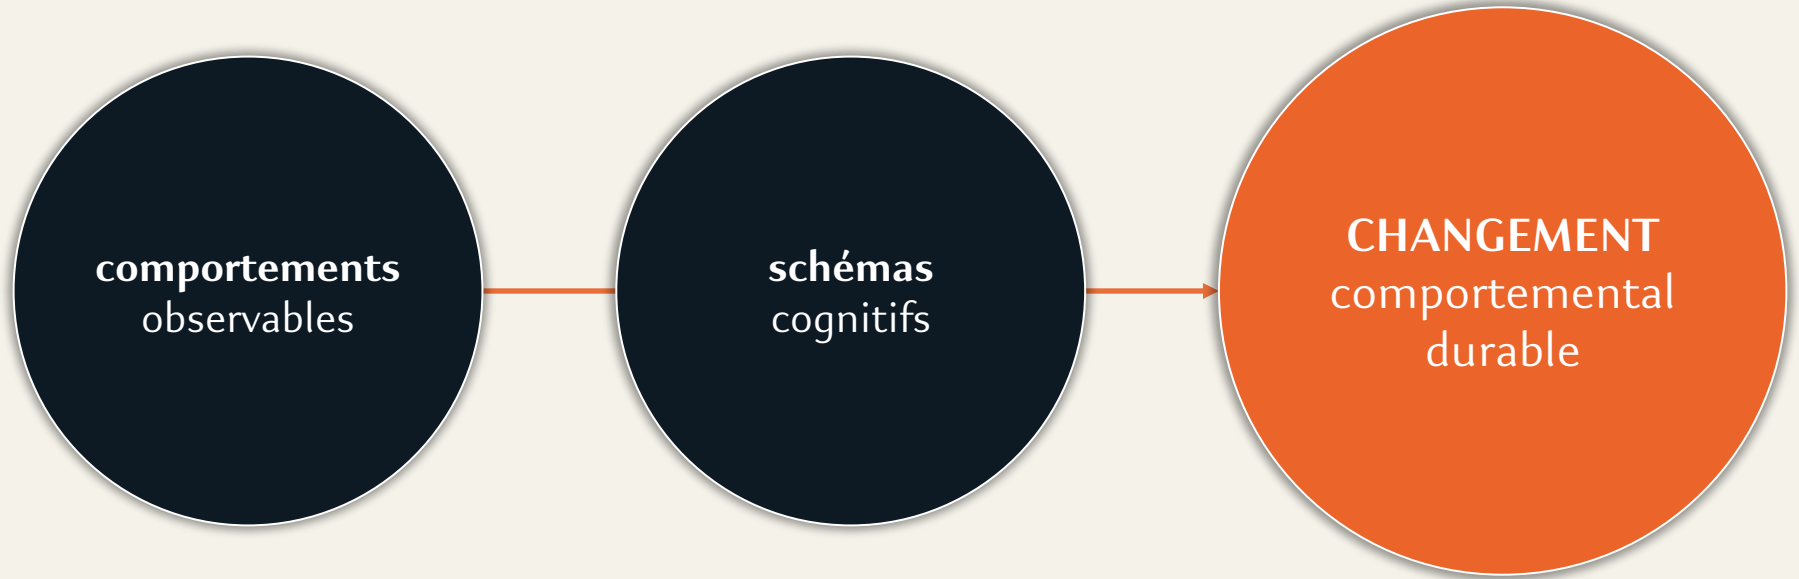 comportements
observables
schémas
cognitifs
CHANGEMENT
comportemental
durable